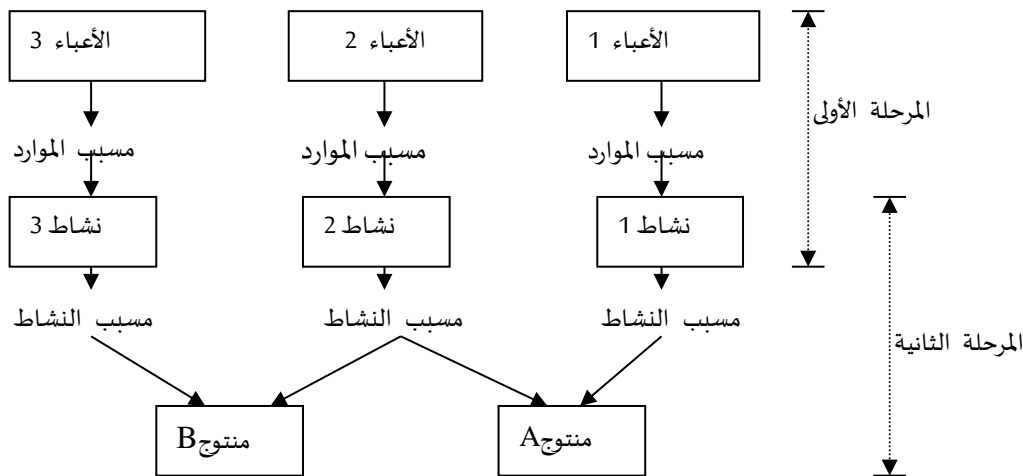 الأعباء 1
الأعباء 2
الأعباء 3
المرحلة الأولى
مسبب الموارد
مسبب الموارد
مسبب الموارد
نشاط 1
نشاط 2
نشاط 3
مسبب النشاط
مسبب النشاط
مسبب النشاط
المرحلة الثانية
منتوجA
منتوجB